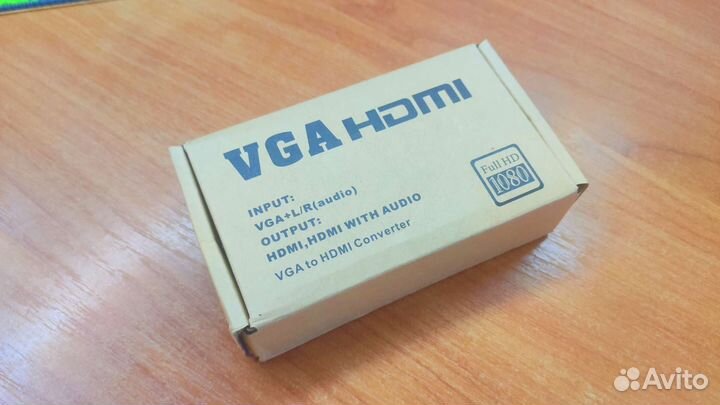 VGA HDMI
INPUT:
VGA+L/R(audio)
OUTPUT:
HDMI,HDMI WITH AUDIO
VGA to HDMI Converter
Full HD
1080
Avito